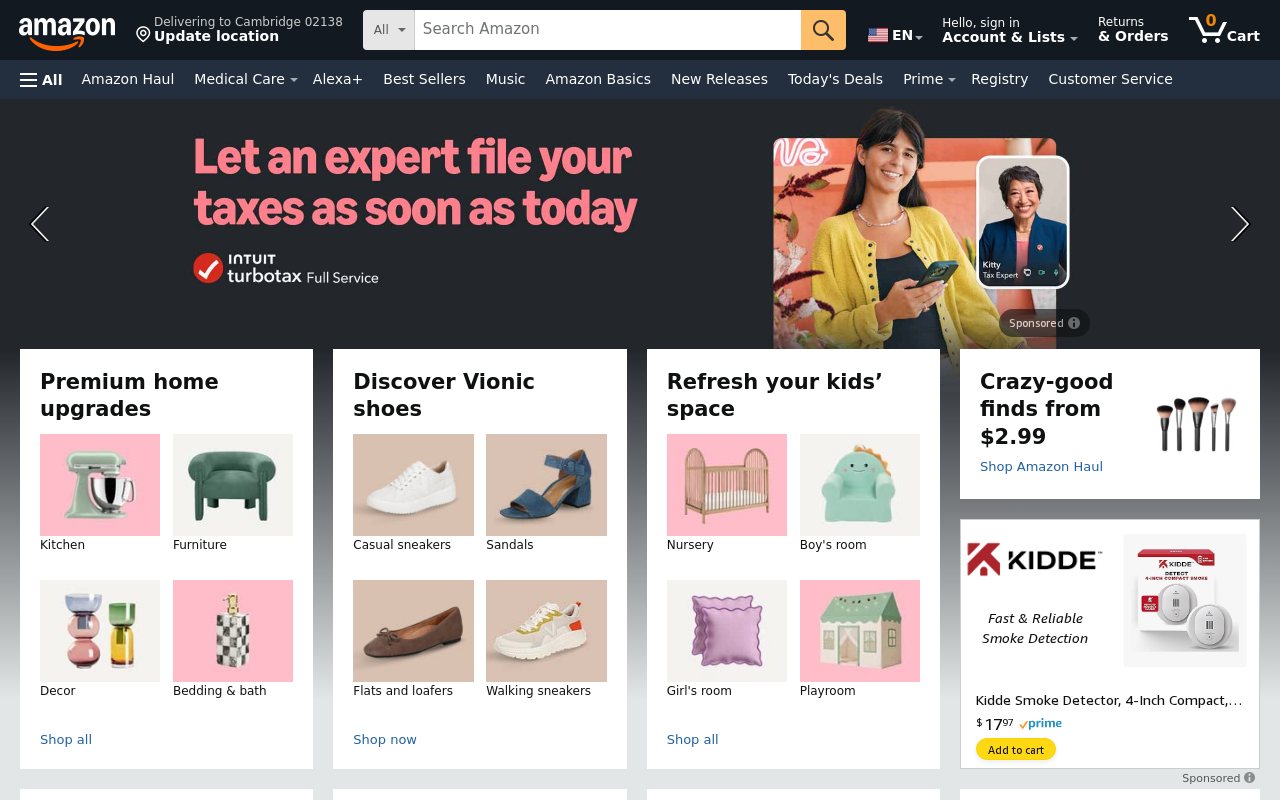 amazon
Delivering to Cambridge 02138
Update location
All
Search Amazon
EN
Hello, sign in
Account & Lists
Returns
& Orders
0
Cart
All
Amazon Haul
Medical Care
Alexa+
Best Sellers
Music
Amazon Basics
New Releases
Today's Deals
Prime
Registry
Customer Service
Let an expert file your
taxes as soon as today
INTUIT
turbotax Full Service
Kitty
Tax Expert
Sponsored
Premium home
upgrades
Kitchen
Furniture
Decor
Bedding & bath
Shop all
Discover Vionic
shoes
Casual sneakers
Sandals
Flats and loafers
Walking sneakers
Shop now
Refresh your kids’
space
Nursery
Boy's room
Girl's room
Playroom
Shop all
Crazy-good
finds from
$2.99
Shop Amazon Haul
KIDDE
Fast & Reliable
Smoke Detection
KIDDE
DETECT
4-INCH COMPACT SMOKE
Kidde Smoke Detector, 4-Inch Compact,...
$17.97 prime
Add to cart
Sponsored